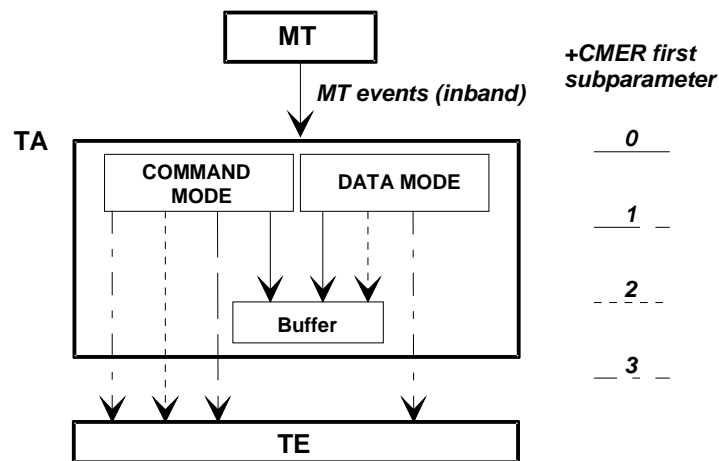 MT
+CMER first
subparameter
MT events (inband)
TA
0
COMMAND
MODE
DATA MODE
1
2
Buffer
3
TE